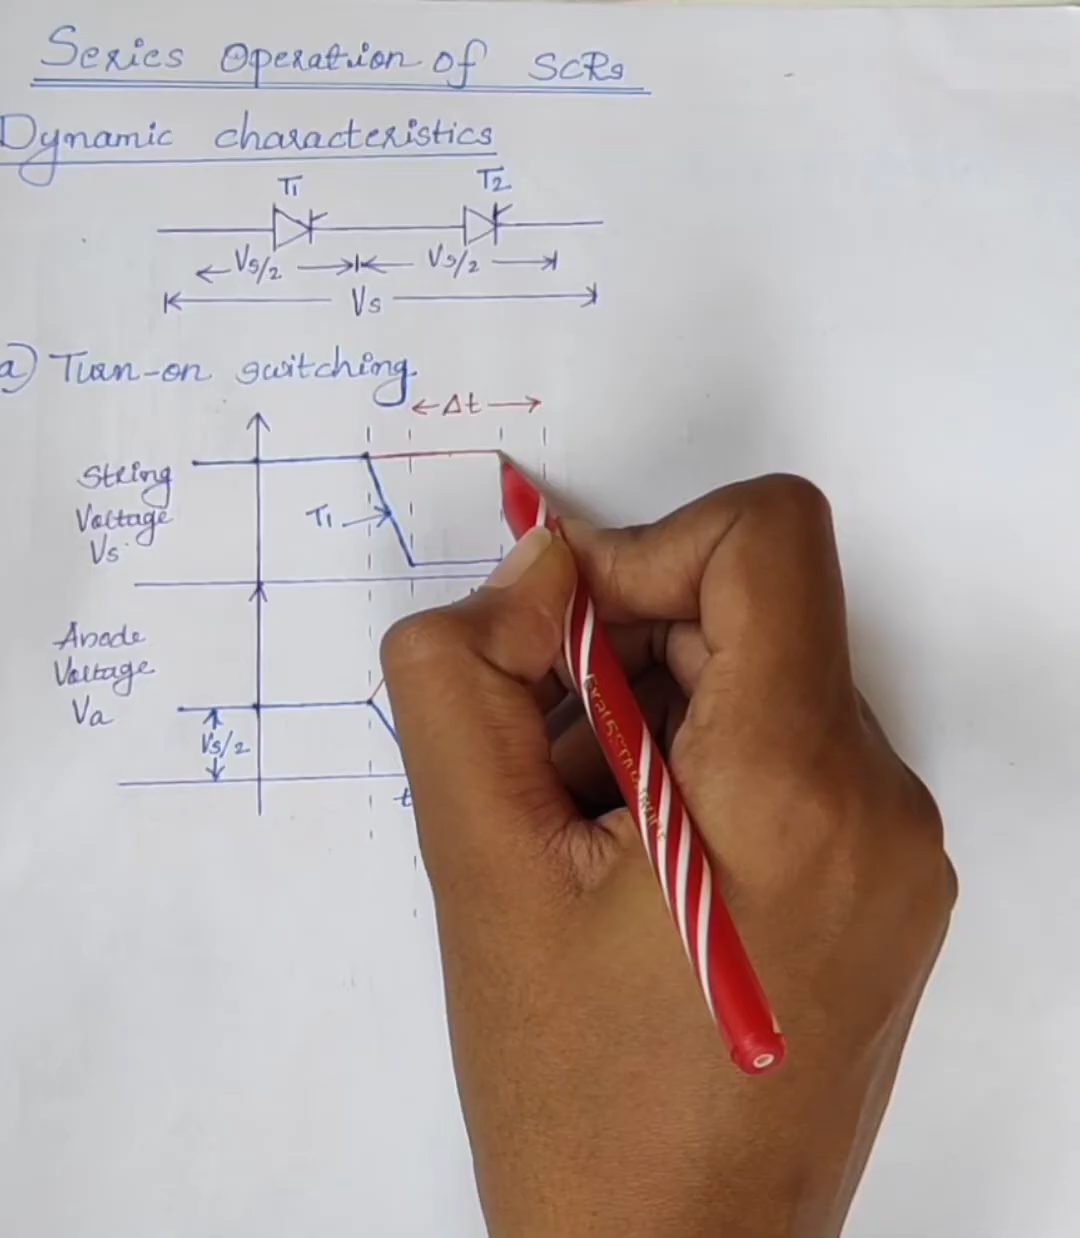 Series Operation of SCRs
Dynamic characteristics
T1 T2
Vs/2 Vs/2
Vs
a) Turn-on switching.
Δt
String
Voltage
Vs
T1
Anode
Voltage
Va
Vs/2
t